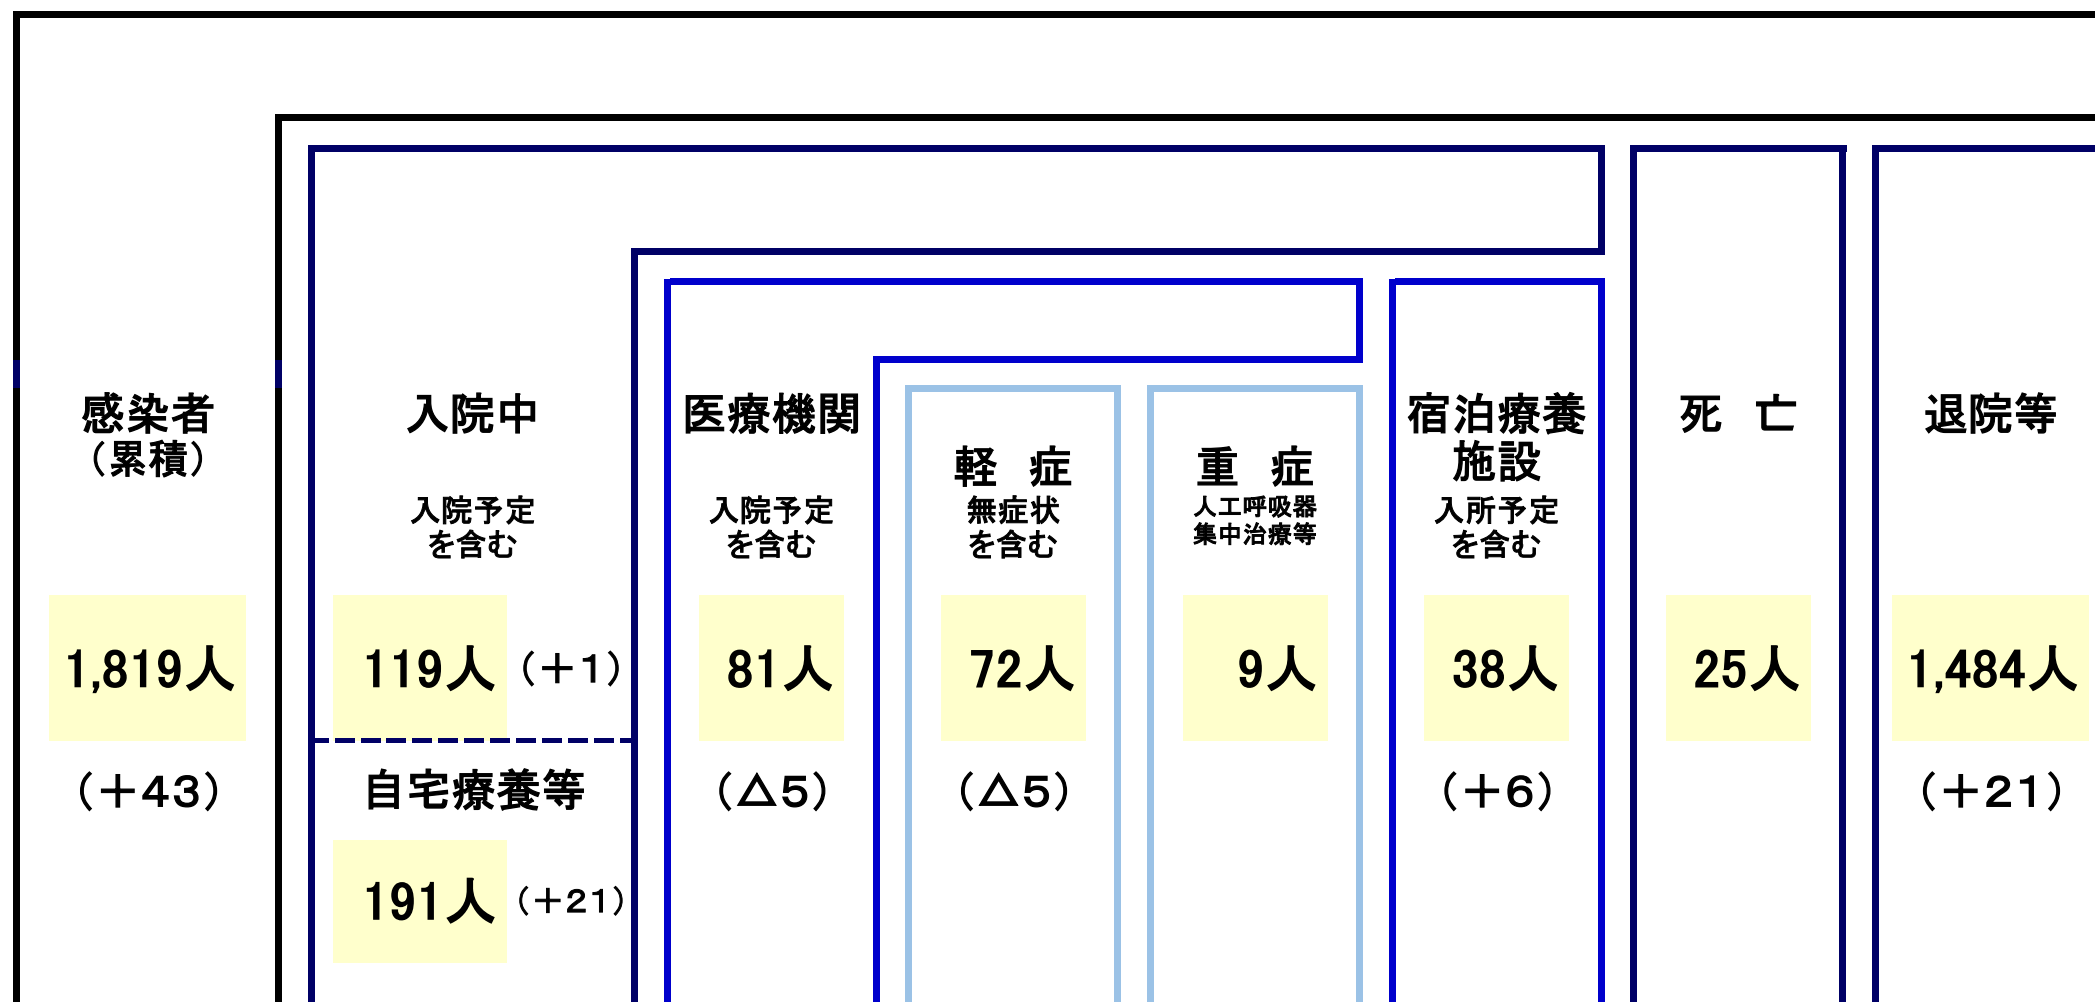 感染者
（累積）
1,819人
（＋43）
入院中
入院予定
を含む
119人（＋1）
自宅療養等
191人（＋21）
医療機関
入院予定
を含む
81人
（△5）
軽　症
無症状
を含む
72人
（△5）
重　症
人工呼吸器
集中治療等
9人
宿泊療養
施設
入所予定
を含む
38人
（＋6）
死　亡
25人
退院等
1,484人
（＋21）